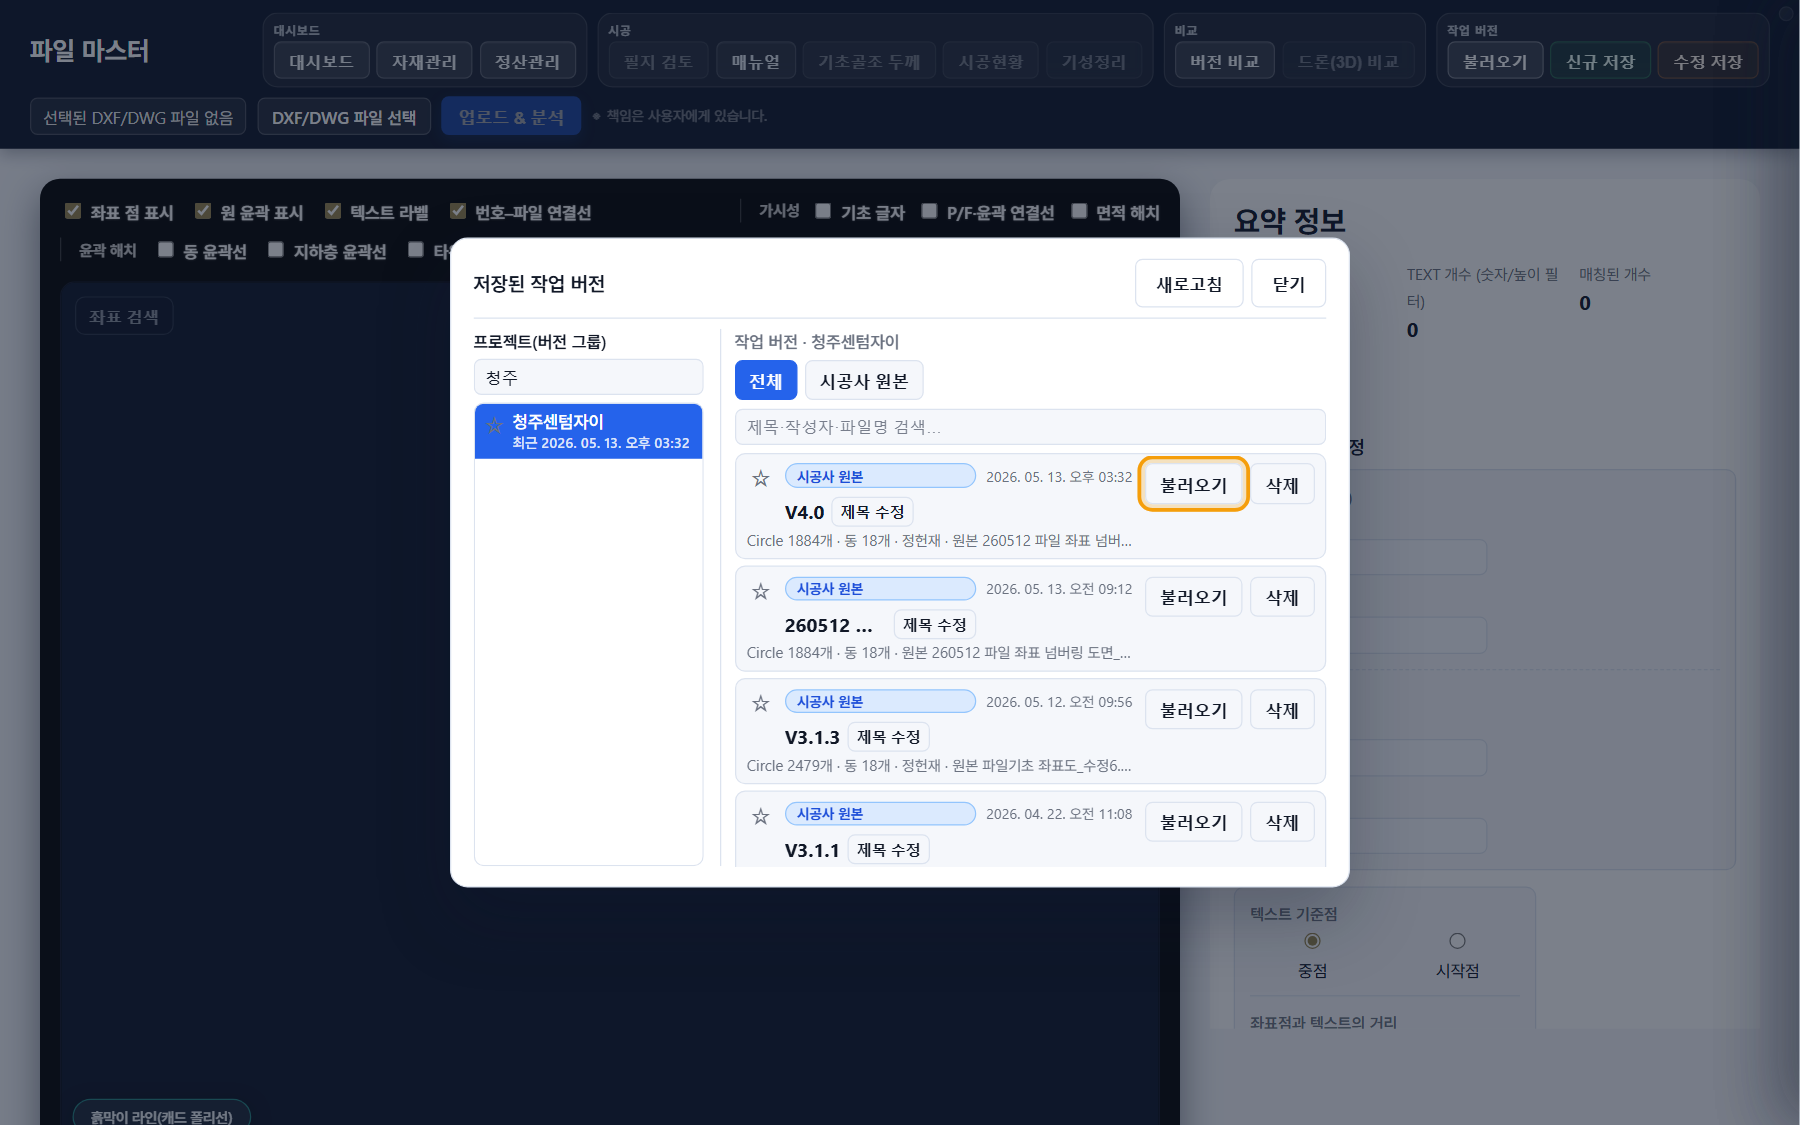 파일 마스터
대시보드
대시보드 자재관리 정산관리
시공
필지 검토 매뉴얼 기초골조 두께 시공현황 기성정리
비교
버전 비교 드론(3D) 비교
작업 버전
불러오기 신규 저장 수정 저장
선택된 DXF/DWG 파일 없음 DXF/DWG 파일 선택 업로드 & 분석 ※ 책임은 사용자에게 있습니다.
좌표 점 표시 원 윤곽 표시 텍스트 라벨 번호–파일 연결선 가시성 기초 글자 P/F·윤곽 연결선 면적 해치
윤곽 해치 동 윤곽선 지하층 윤곽선
좌표 검색
요약 정보
TEXT 개수 (숫자/높이 필터)
0
매칭된 개수
0
저장된 작업 버전
새로고침 닫기
프로젝트(버전 그룹)
청주
☆ 청주센텀자이
최근 2026. 05. 13. 오후 03:32
작업 버전 · 청주센텀자이
전체 시공사 원본
제목·작성자·파일명 검색...
☆ 시공사 원본 2026. 05. 13. 오후 03:32 불러오기 삭제
V4.0 제목 수정
Circle 1884개 · 동 18개 · 정헌재 · 원본 260512 파일 좌표 넘버...
☆ 시공사 원본 2026. 05. 13. 오전 09:12 불러오기 삭제
260512 ... 제목 수정
Circle 1884개 · 동 18개 · 원본 260512 파일 좌표 넘버링 도면_...
☆ 시공사 원본 2026. 05. 12. 오전 09:56 불러오기 삭제
V3.1.3 제목 수정
Circle 2479개 · 동 18개 · 정헌재 · 원본 파일기초 좌표도_수정6....
☆ 시공사 원본 2026. 04. 22. 오전 11:08 불러오기 삭제
V3.1.1 제목 수정
텍스트 기준점
중점 시작점
좌표점과 텍스트의 거리
흙막이 라인(캐드 폴리선)